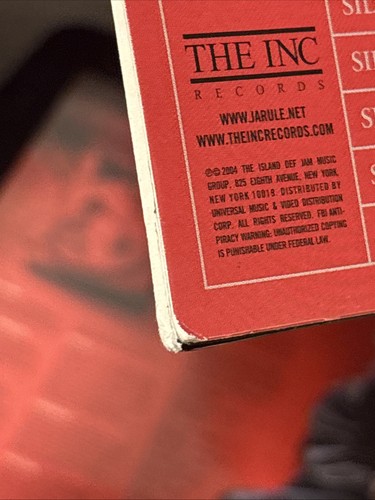 THE INC
RECORDS
WWW.JARULE.NET
WWW.THEINCRECORDS.COM
℗© 2004 THE ISLAND DEF JAM MUSIC
GROUP, 825 EIGHTH AVENUE, NEW YORK,
NEW YORK 10019. DISTRIBUTED BY
UNIVERSAL MUSIC & VIDEO DISTRIBUTION
CORP. ALL RIGHTS RESERVED. FBI ANTI-
PIRACY WARNING: UNAUTHORIZED COPYING
IS PUNISHABLE UNDER FEDERAL LAW.